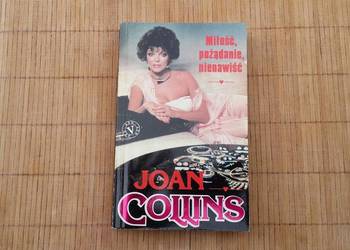 Miłość,
pożądanie,
nienawiść
N
JOAN
COLLINS